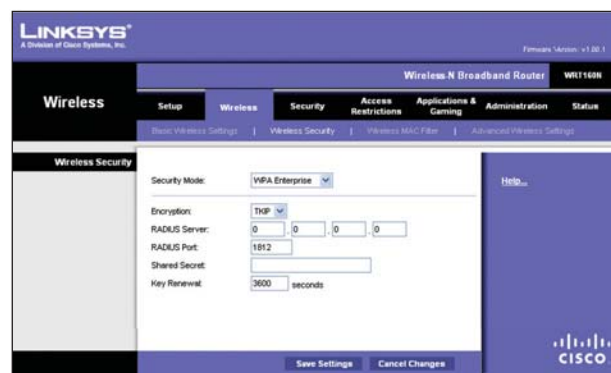 LINKSYS®
A Division of Cisco Systems, Inc.
Firmware Version: v1.00.1
Wireless-N Broadband Router WRT160N
Wireless
Setup Wireless Security Access Restrictions Applications & Gaming Administration Status
Basic Wireless Settings | Wireless Security | Wireless MAC Filter | Advanced Wireless Settings
Wireless Security
Security Mode: WPA Enterprise
Help...
Encryption: TKIP
RADIUS Server: 0 . 0 . 0 . 0
RADIUS Port: 1812
Shared Secret:
Key Renewal: 3600 seconds
Save Settings Cancel Changes
CISCO